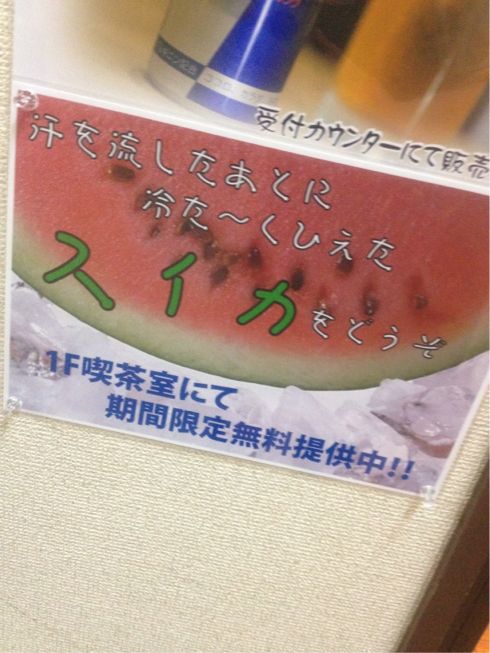 受付カウンターにて販売
汗を流したあとに
冷た〜くひえた
スイカをどうぞ
1F喫茶室にて
期間限定無料提供中!!